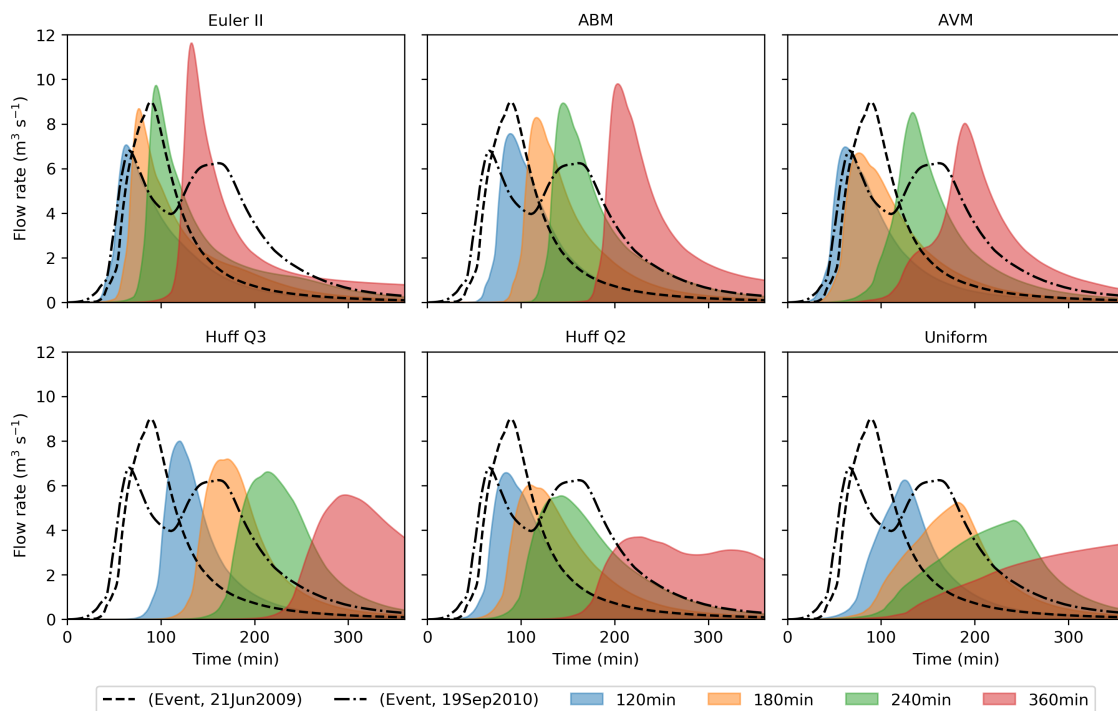 Euler II ABM AVM
12
10
8
6
4
2
0
Flow rate (m³ s⁻¹)
0 100 200 300 0 100 200 300 0 100 200 300
Huff Q3 Huff Q2 Uniform
12
10
8
6
4
2
0
Flow rate (m³ s⁻¹)
Time (min) Time (min) Time (min)
(Event, 21Jun2009) (Event, 19Sep2010) 120min 180min 240min 360min